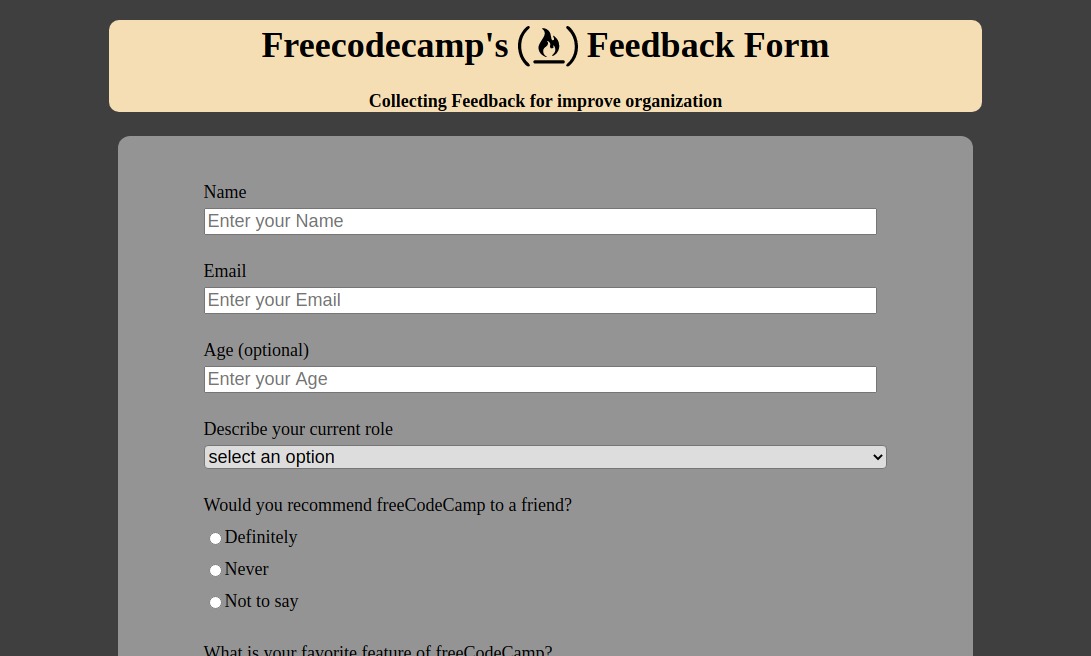 Freecodecamp's Feedback Form
Collecting Feedback for improve organization
Name
Enter your Name
Email
Enter your Email
Age (optional)
Enter your Age
Describe your current role
select an option
Would you recommend freeCodeCamp to a friend?
Definitely
Never
Not to say
What is your favorite feature of freeCodeCamp?